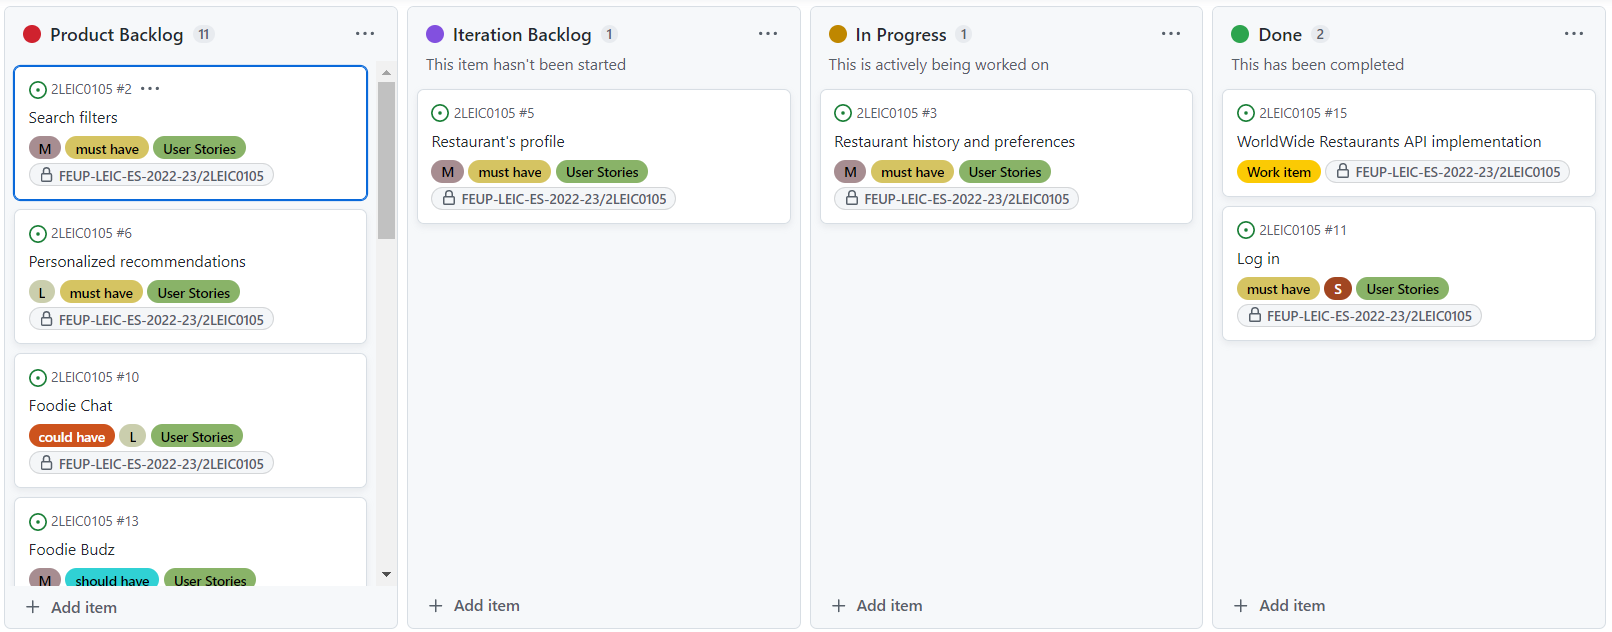 Product Backlog 11
2LEIC0105 #2
Search filters
M must have User Stories
FEUP-LEIC-ES-2022-23/2LEIC0105
2LEIC0105 #6
Personalized recommendations
L must have User Stories
FEUP-LEIC-ES-2022-23/2LEIC0105
2LEIC0105 #10
Foodie Chat
could have L User Stories
FEUP-LEIC-ES-2022-23/2LEIC0105
2LEIC0105 #13
Foodie Budz
M should have User Stories
+ Add item
Iteration Backlog 1
This item hasn't been started
2LEIC0105 #5
Restaurant's profile
M must have User Stories
FEUP-LEIC-ES-2022-23/2LEIC0105
+ Add item
In Progress 1
This is actively being worked on
2LEIC0105 #3
Restaurant history and preferences
M must have User Stories
FEUP-LEIC-ES-2022-23/2LEIC0105
+ Add item
Done 2
This has been completed
2LEIC0105 #15
WorldWide Restaurants API implementation
Work item FEUP-LEIC-ES-2022-23/2LEIC0105
2LEIC0105 #11
Log in
must have S User Stories
FEUP-LEIC-ES-2022-23/2LEIC0105
+ Add item